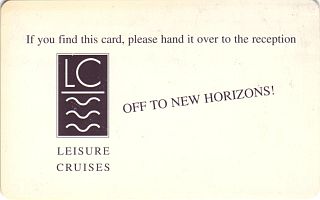 If you find this card, please hand it over to the reception
LC
OFF TO NEW HORIZONS!
LEISURE
CRUISES